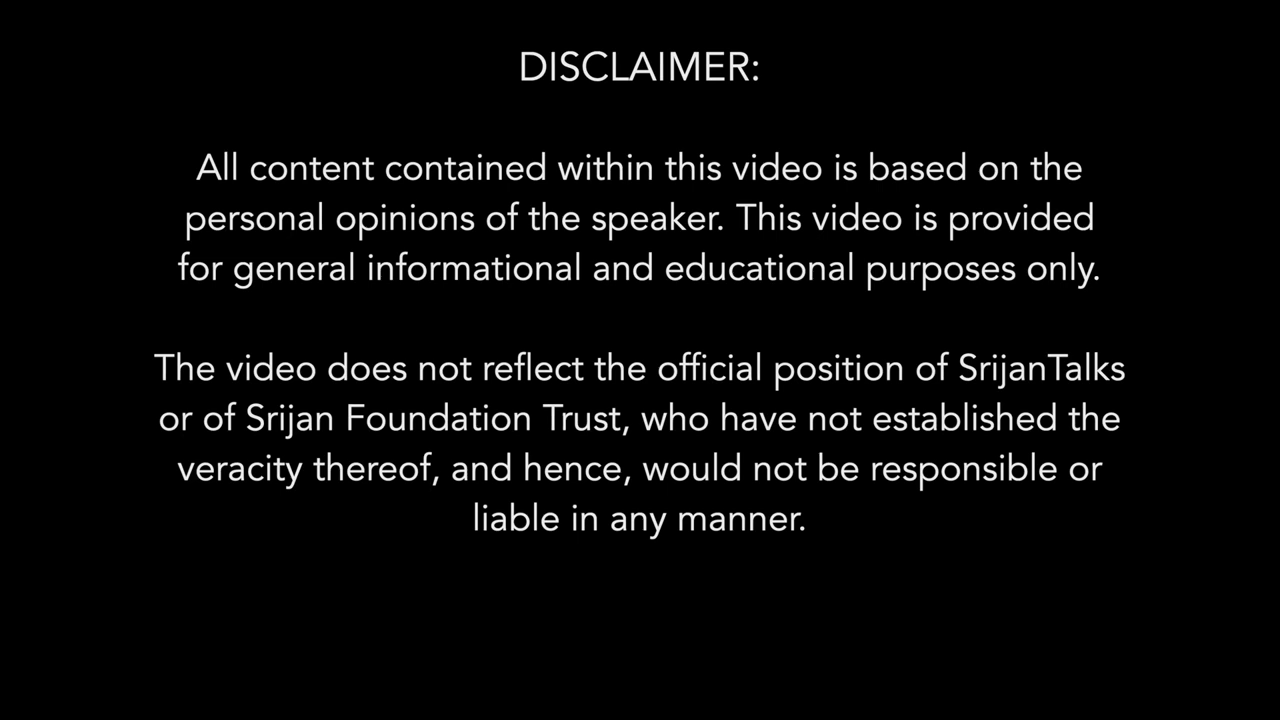 DISCLAIMER:
All content contained within this video is based on the
personal opinions of the speaker. This video is provided
for general informational and educational purposes only.
The video does not reflect the official position of SrijanTalks
or of Srijan Foundation Trust, who have not established the
veracity thereof, and hence, would not be responsible or
liable in any manner.